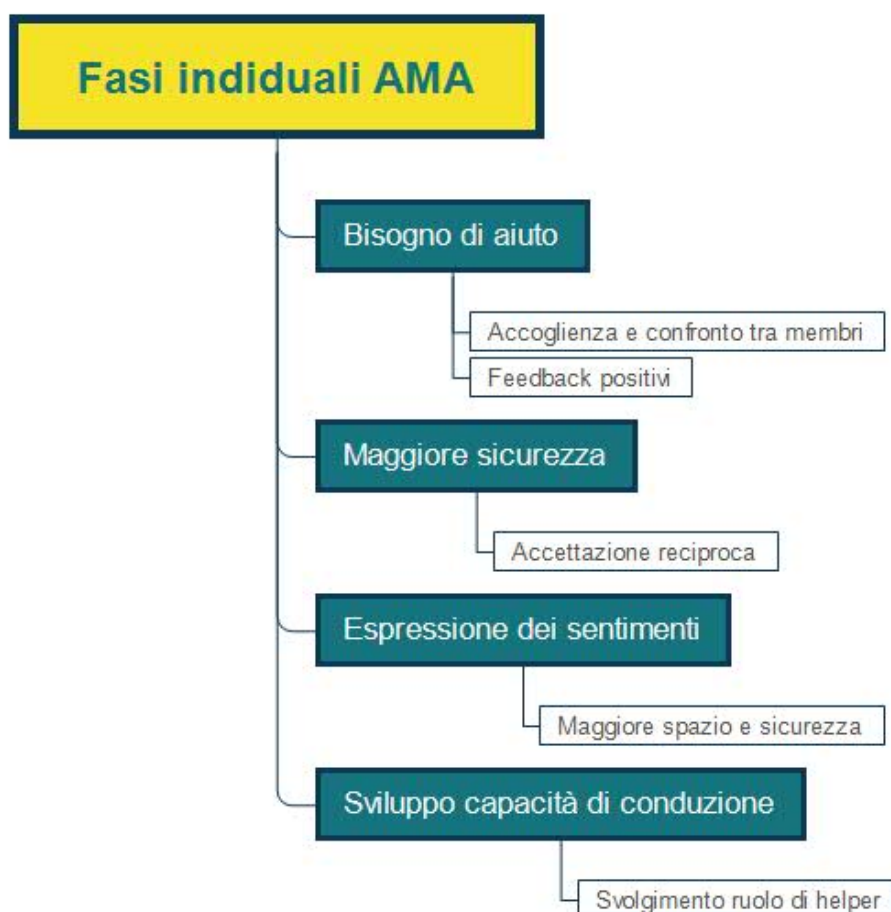 Fasi indiduali AMA
Bisogno di aiuto
Accoglienza e confronto tra membri
Feedback positivi
Maggiore sicurezza
Accettazione reciproca
Espressione dei sentimenti
Maggiore spazio e sicurezza
Sviluppo capacità di conduzione
Svolgimento ruolo di helper